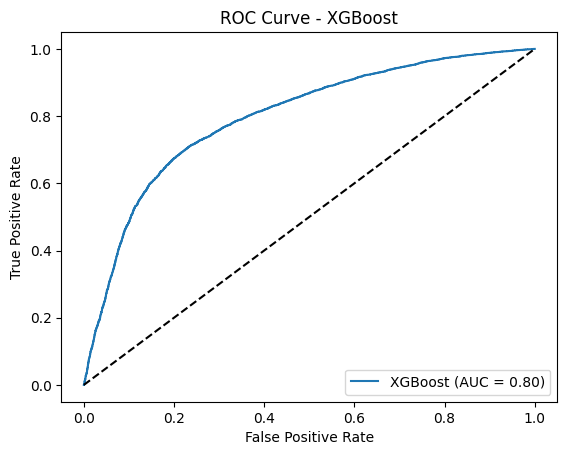 ROC Curve - XGBoost
True Positive Rate
1.0
0.8
0.6
0.4
0.2
0.0
XGBoost (AUC = 0.80)
0.0 0.2 0.4 0.6 0.8 1.0
False Positive Rate